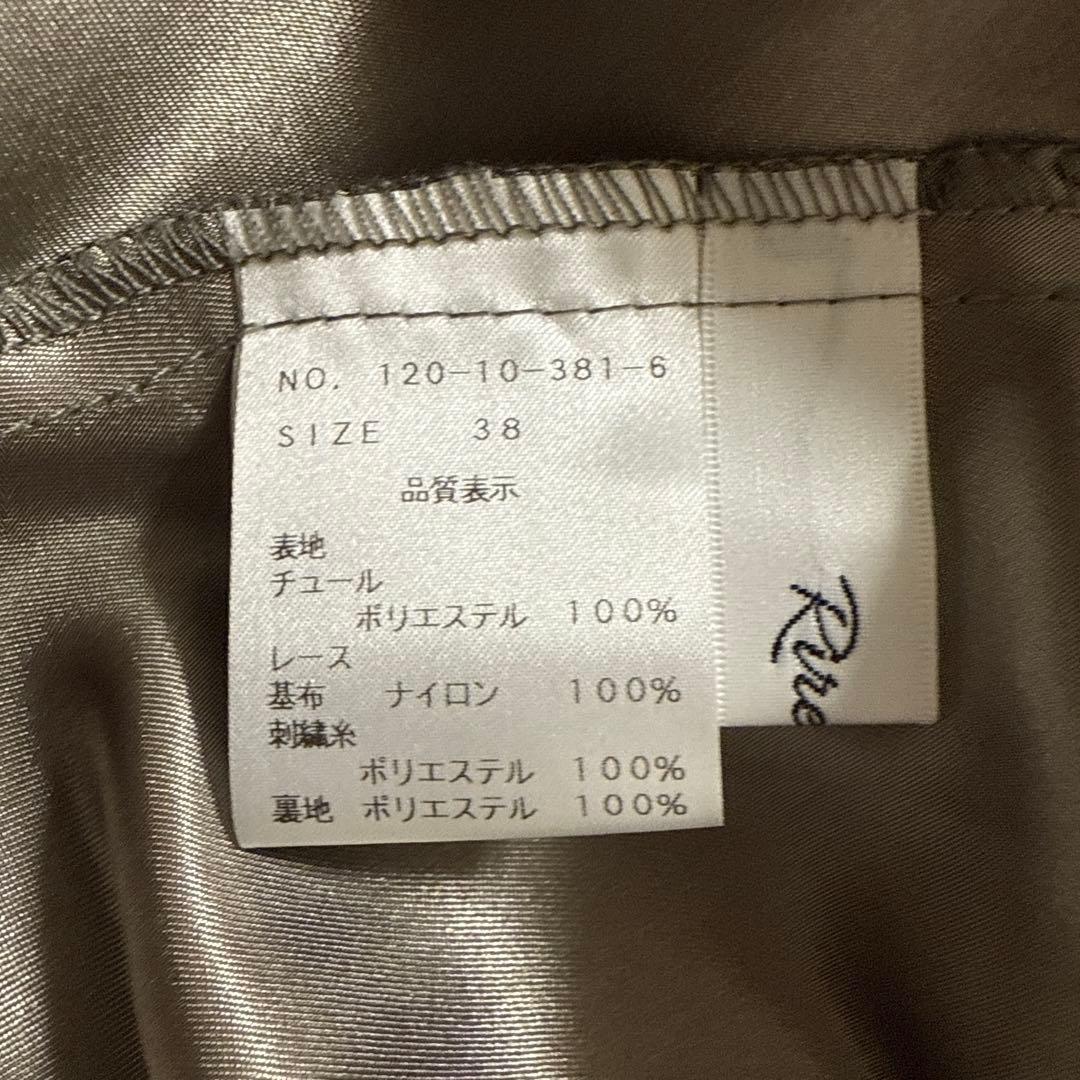 NO. 120-10-381-6
SIZE 38
品質表示
表地
チュール
ポリエステル 100%
レース
基布 ナイロン 100%
刺繍糸
ポリエステル 100%
裏地 ポリエステル 100%